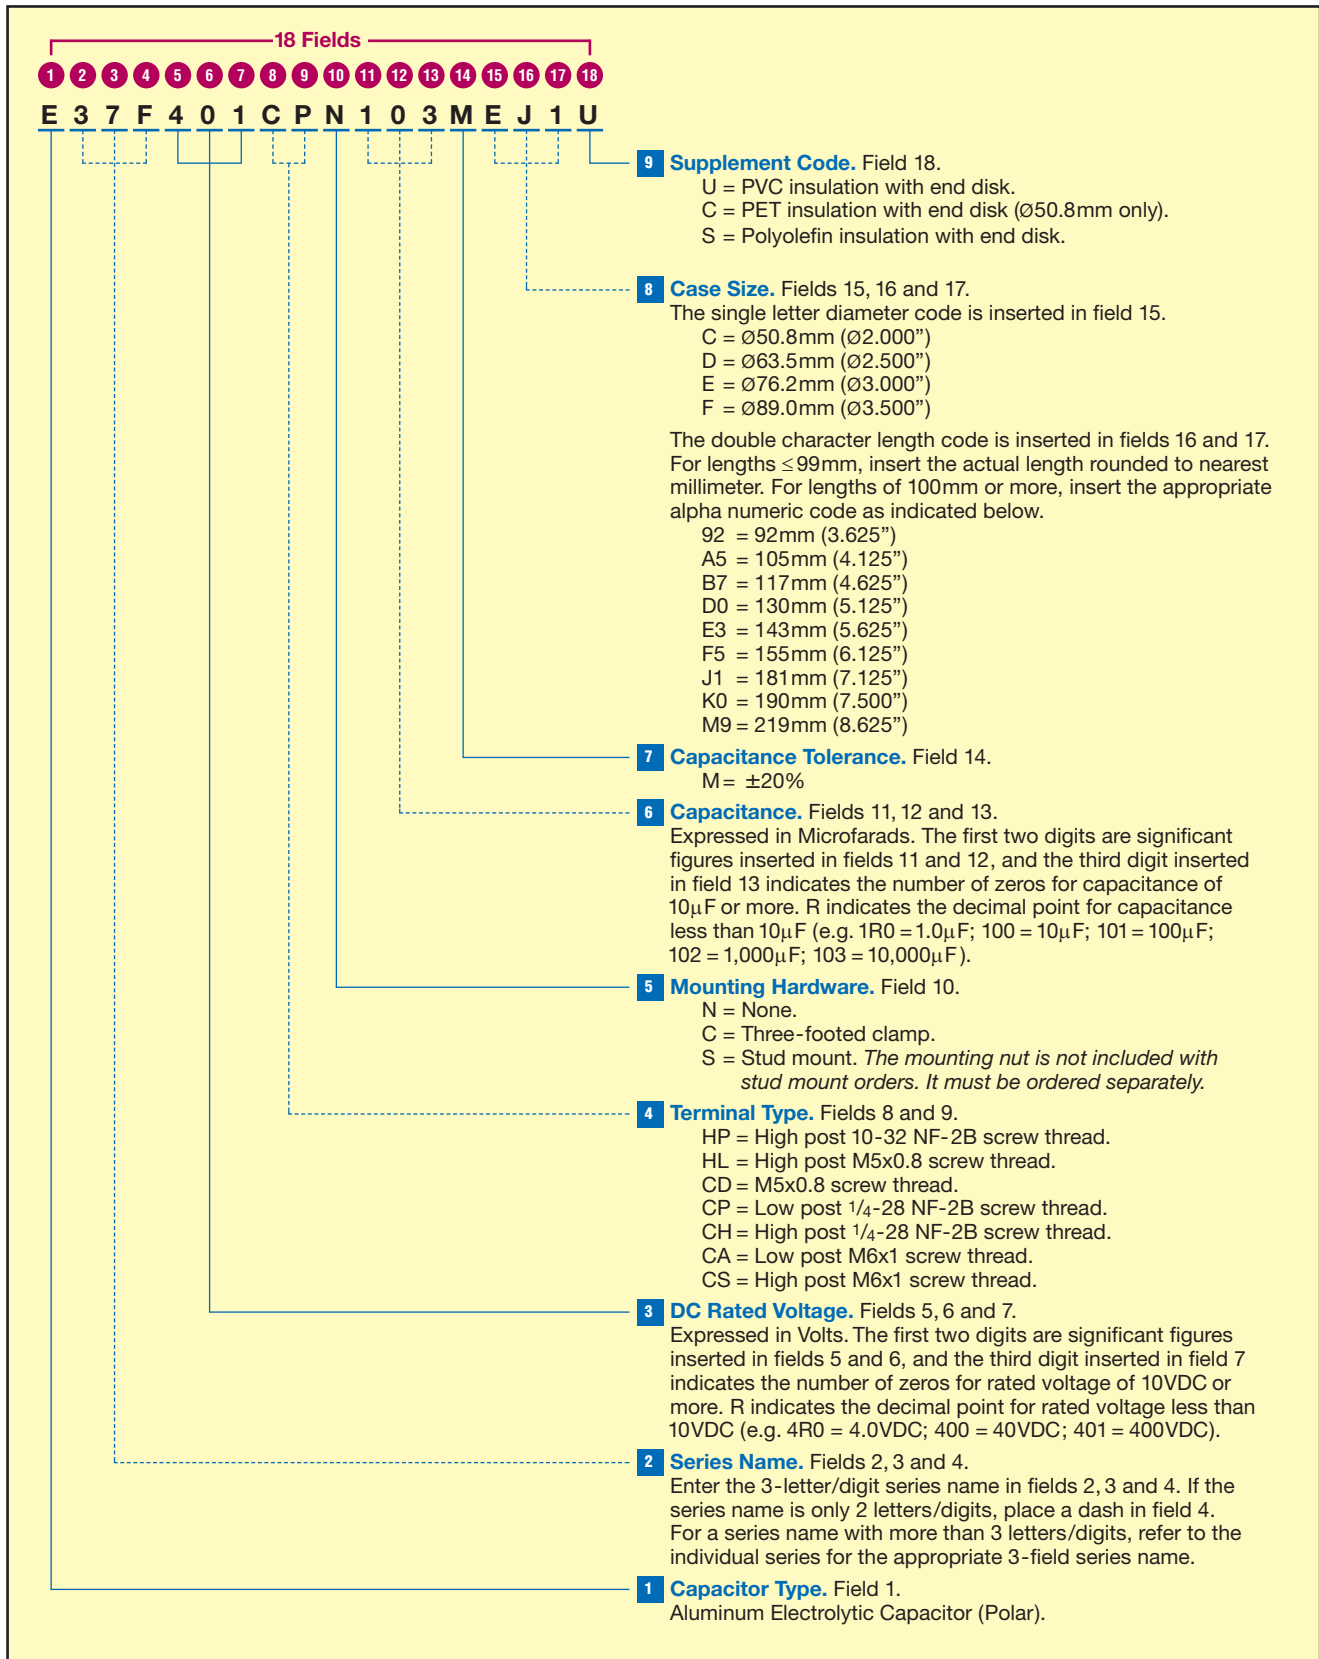 18 Fields
1 2 3 4 5 6 7 8 9 10 11 12 13 14 15 16 17 18
E 3 7 F 4 0 1 C P N 1 0 3 M E J 1 U
9 Supplement Code. Field 18.
U = PVC insulation with end disk.
C = PET insulation with end disk (Ø50.8mm only).
S = Polyolefin insulation with end disk.
8 Case Size. Fields 15, 16 and 17.
The single letter diameter code is inserted in field 15.
C = Ø50.8mm (Ø2.000”)
D = Ø63.5mm (Ø2.500”)
E = Ø76.2mm (Ø3.000”)
F = Ø89.0mm (Ø3.500”)
The double character length code is inserted in fields 16 and 17.
For lengths ≤99mm, insert the actual length rounded to nearest
millimeter. For lengths of 100mm or more, insert the appropriate
alpha numeric code as indicated below.
92 = 92mm (3.625”)
A5 = 105mm (4.125”)
B7 = 117mm (4.625”)
D0 = 130mm (5.125”)
E3 = 143mm (5.625”)
F5 = 155mm (6.125”)
J1 = 181mm (7.125”)
K0 = 190mm (7.500”)
M9 = 219mm (8.625”)
7 Capacitance Tolerance. Field 14.
M = ±20%
6 Capacitance. Fields 11, 12 and 13.
Expressed in Microfarads. The first two digits are significant
figures inserted in fields 11 and 12, and the third digit inserted
in field 13 indicates the number of zeros for capacitance of
10µF or more. R indicates the decimal point for capacitance
less than 10µF (e.g. 1R0 = 1.0µF; 100 = 10µF; 101 = 100µF;
102 = 1,000µF; 103 = 10,000µF).
5 Mounting Hardware. Field 10.
N = None.
C = Three-footed clamp.
S = Stud mount. The mounting nut is not included with
stud mount orders. It must be ordered separately.
4 Terminal Type. Fields 8 and 9.
HP = High post 10-32 NF-2B screw thread.
HL = High post M5x0.8 screw thread.
CD = M5x0.8 screw thread.
CP = Low post 1/4-28 NF-2B screw thread.
CH = High post 1/4-28 NF-2B screw thread.
CA = Low post M6x1 screw thread.
CS = High post M6x1 screw thread.
3 DC Rated Voltage. Fields 5, 6 and 7.
Expressed in Volts. The first two digits are significant figures
inserted in fields 5 and 6, and the third digit inserted in field 7
indicates the number of zeros for rated voltage of 10VDC or
more. R indicates the decimal point for rated voltage less than
10VDC (e.g. 4R0 = 4.0VDC; 400 = 40VDC; 401 = 400VDC).
2 Series Name. Fields 2, 3 and 4.
Enter the 3-letter/digit series name in fields 2, 3 and 4. If the
series name is only 2 letters/digits, place a dash in field 4.
For a series name with more than 3 letters/digits, refer to the
individual series for the appropriate 3-field series name.
1 Capacitor Type. Field 1.
Aluminum Electrolytic Capacitor (Polar).